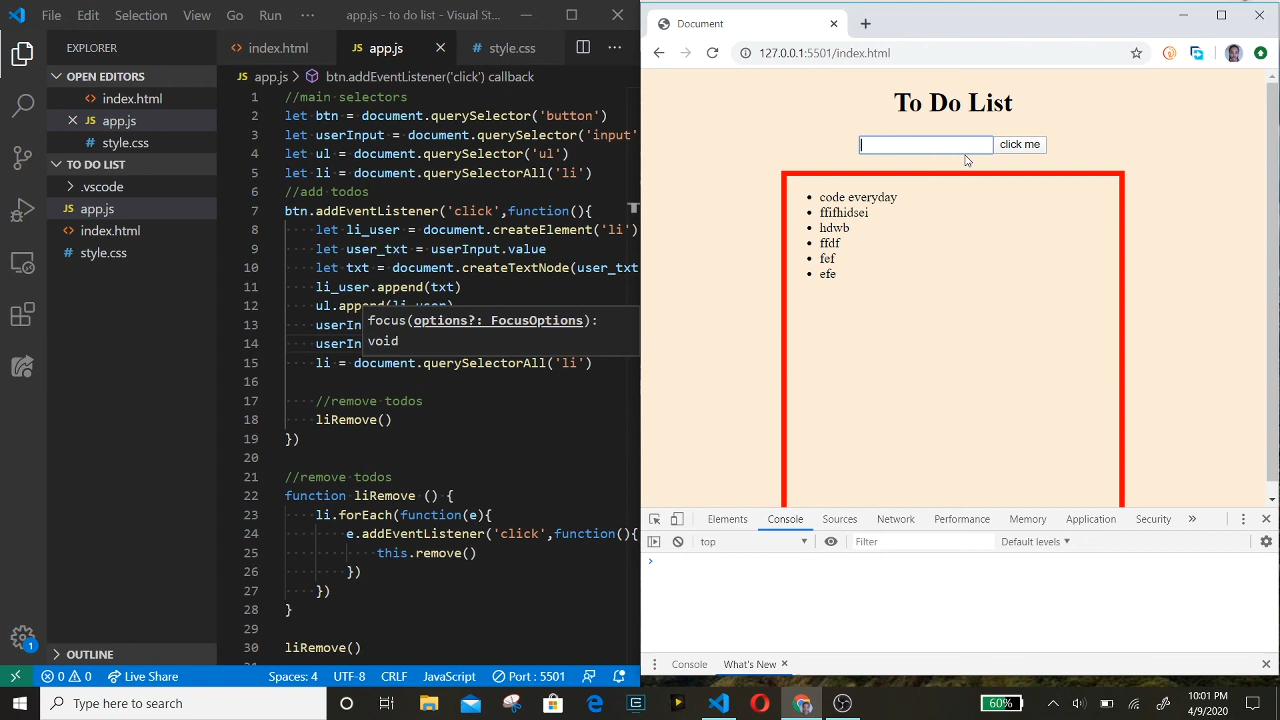 File Edit Selection View Go Run ··· app.js - to do list - Visual St...
EXPLORER
OPEN EDITORS
index.html
app.js
style.css
TO DO LIST
.vscode
app.js
index.html
style.css
OUTLINE
index.html app.js style.css
JS app.js > btn.addEventListener('click') callback
1 //main selectors
2 let btn = document.querySelector('button')
3 let userInput = document.querySelector('input'
4 let ul = document.querySelector('ul')
5 let li = document.querySelectorAll('li')
6 //add todos
7 btn.addEventListener('click',function(){
8 let li_user = document.createElement('li')
9 let user_txt = userInput.value
10 let txt = document.createTextNode(user_txt
11 li_user.append(txt)
12 ul.append(li_user)
13 userIn
14 userIn
focus(options?: FocusOptions):
void
15 li = document.querySelectorAll('li')
16
17 //remove todos
18 liRemove()
19 })
20
21 //remove todos
22 function liRemove () {
23 li.forEach(function(e){
24 e.addEventListener('click',function(){
25 this.remove()
26 })
27 })
28 }
29
30 liRemove()
1
0 0 Live Share Spaces: 4 UTF-8 CRLF JavaScript Port : 5501
Document
127.0.0.1:5501/index.html
To Do List
click me
code everyday
ffifhidsei
hdwb
ffdf
fef
efe
Elements Console Sources Network Performance Memory Application Security »
top Filter Default levels
Console What's New
Type here to search
60%
10:01 PM
4/9/2020